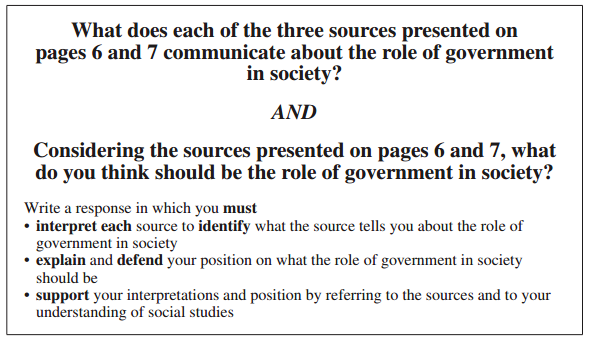 What does each of the three sources presented on
pages 6 and 7 communicate about the role of government
in society?
AND
Considering the sources presented on pages 6 and 7, what
do you think should be the role of government in society?
Write a response in which you must
• interpret each source to identify what the source tells you about the role of
government in society
• explain and defend your position on what the role of government in society
should be
• support your interpretations and position by referring to the sources and to your
understanding of social studies